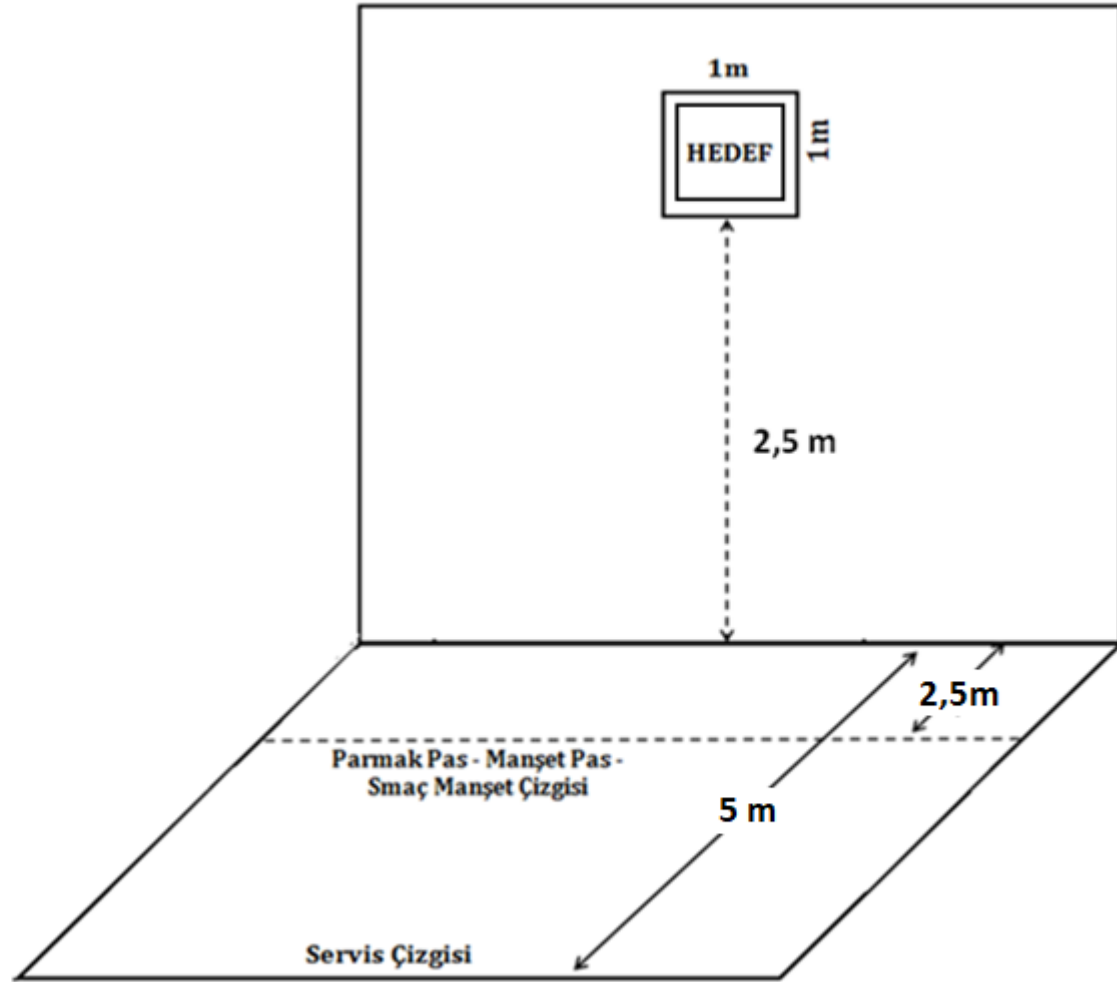 1m
1m
HEDEF
2,5 m
2,5m
Parmak Pas - Manşet Pas -
Smaç Manşet Çizgisi
5 m
Servis Çizgisi